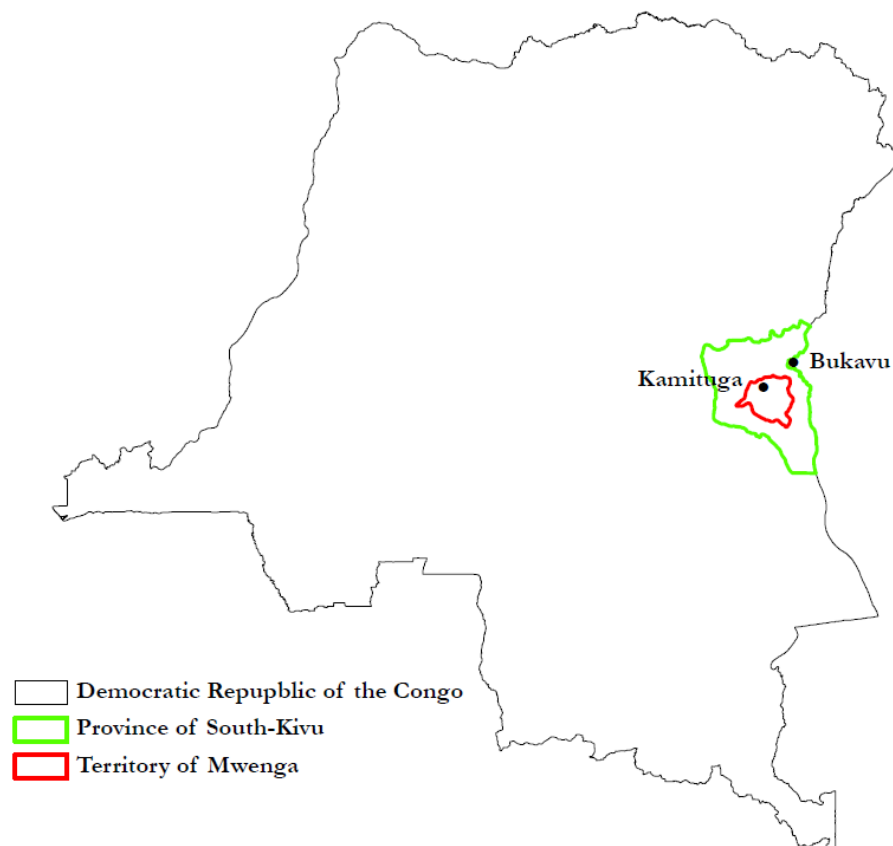 Bukavu
Kamituga
Democratic Repupblic of the Congo
Province of South-Kivu
Territory of Mwenga